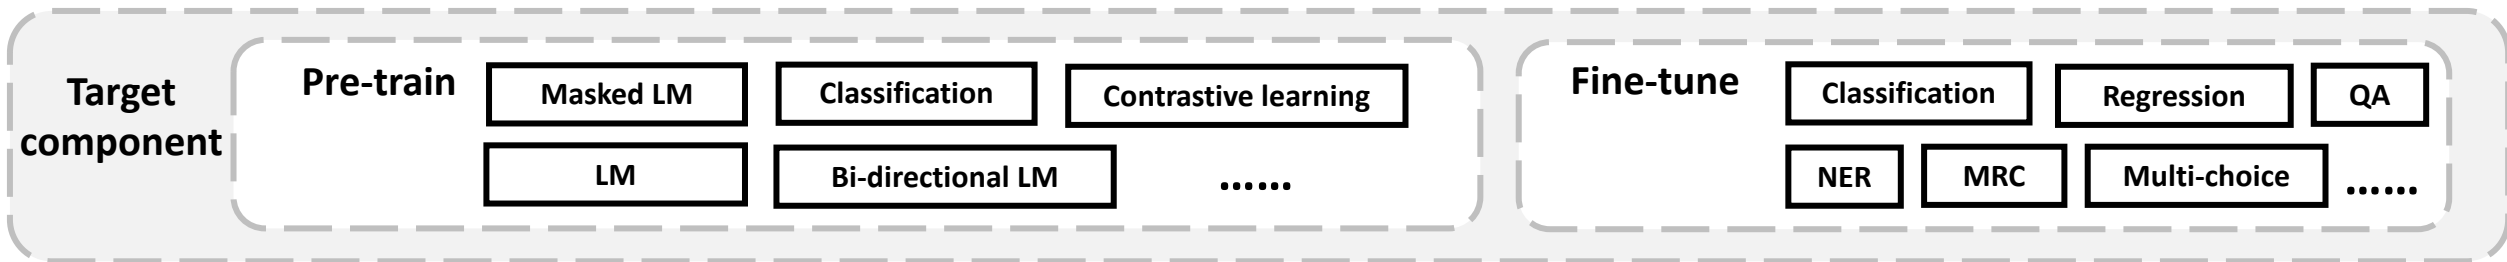 Target
component
Pre-train
Masked LM
Classification
Contrastive learning
LM
Bi-directional LM
......
Fine-tune
Classification
Regression
QA
NER
MRC
Multi-choice
......